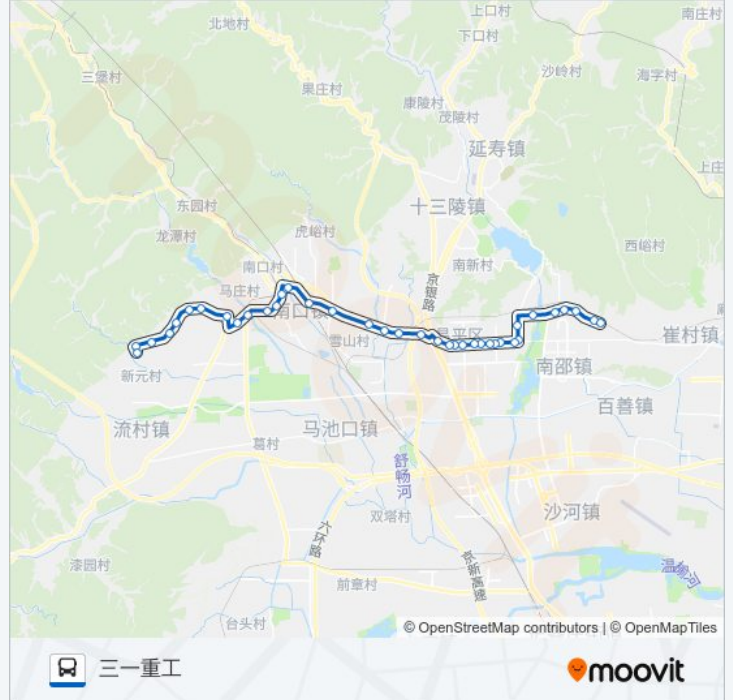 上口村
南庄村
北地村
下口村
三堡村
沙岭村
海字村
果庄村
康陵村
茂陵村
延寿镇
上庄
东园村
十三陵镇
龙潭村
虎峪村
西峪村
南口村
南新村
京银路
马庄村
南口镇
昌平区
雪山村
崔村镇
新元村
南邵镇
百善镇
流村镇
马池口镇
葛村
舒畅河
双塔村
沙河镇
六环路
漆园村
京新高速
温榆河
前章村
台头村
© OpenStreetMap contributors | © OpenMapTiles
三一重工
moovit